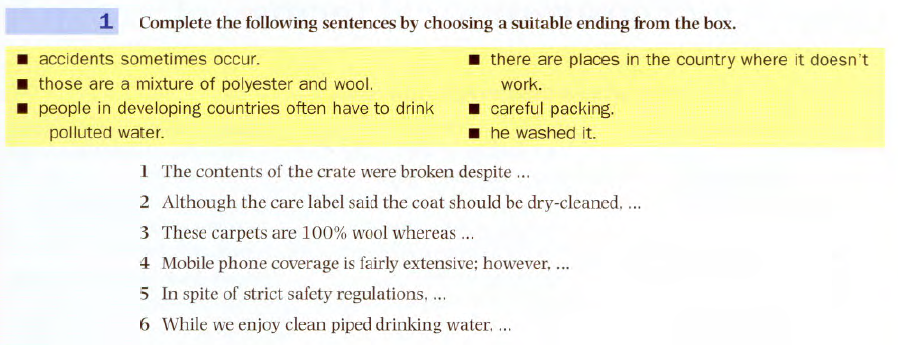 1 Complete the following sentences by choosing a suitable ending from the box.
■ accidents sometimes occur.
■ those are a mixture of polyester and wool.
■ people in developing countries often have to drink
polluted water.
■ there are places in the country where it doesn't
work.
■ careful packing.
■ he washed it.
1 The contents of the crate were broken despite ...
2 Although the care label said the coat should be dry-cleaned, ...
3 These carpets are 100% wool whereas ...
4 Mobile phone coverage is fairly extensive; however, ...
5 In spite of strict safety regulations, ...
6 While we enjoy clean piped drinking water, ...